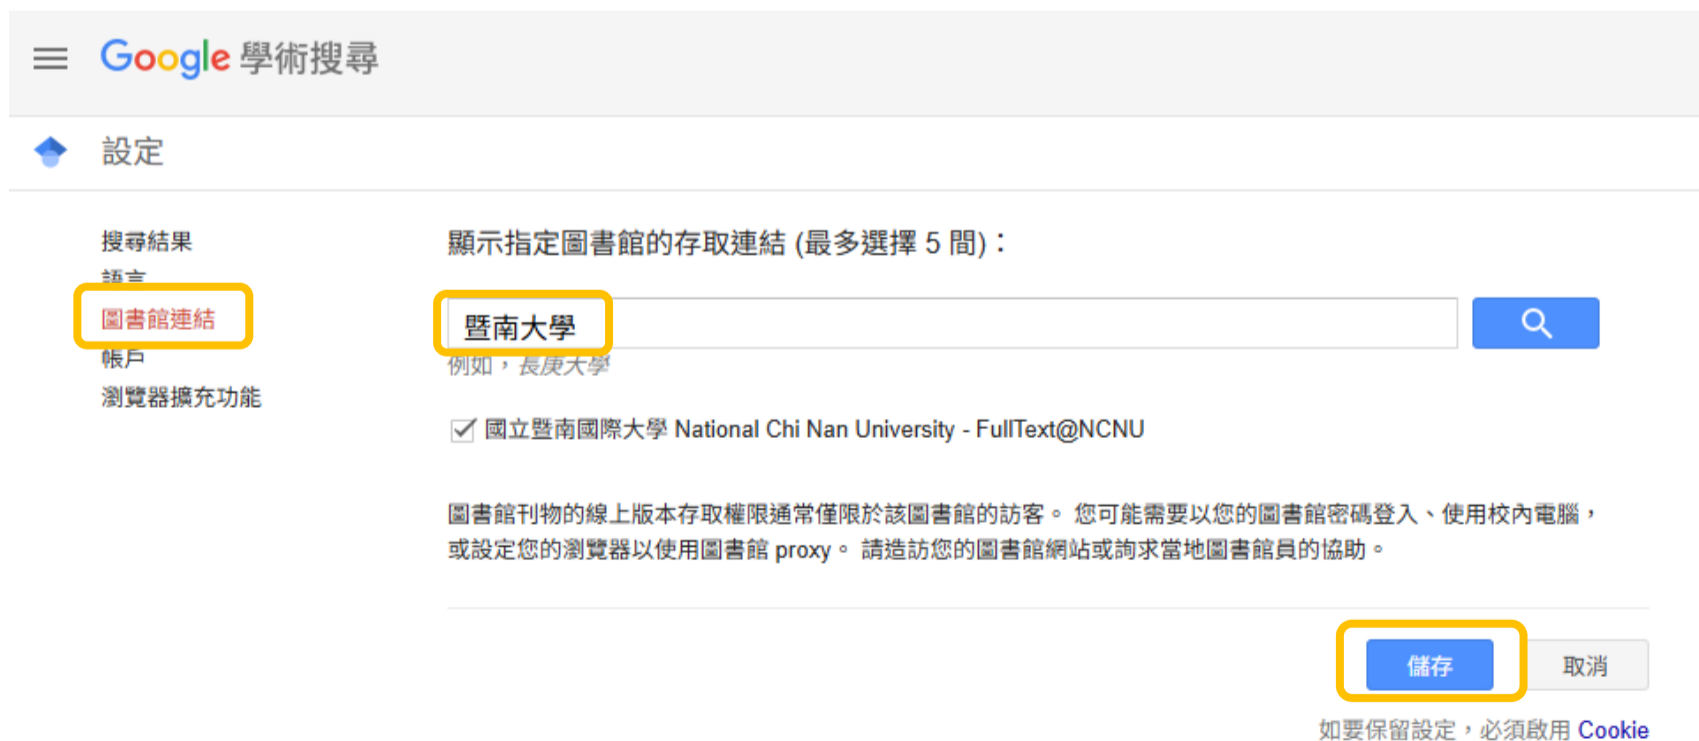 Google 學術搜尋
設定
搜尋結果
語言
圖書館連結
帳戶
瀏覽器擴充功能
顯示指定圖書館的存取連結 (最多選擇 5 間)：
暨南大學
例如，長庚大學
國立暨南國際大學 National Chi Nan University - FullText@NCNU
圖書館刊物的線上版本存取權限通常僅限於該圖書館的訪客。 您可能需要以您的圖書館密碼登入、使用校內電腦，
或設定您的瀏覽器以使用圖書館 proxy。 請造訪您的圖書館網站或詢求當地圖書館員的協助。
儲存 取消
如要保留設定，必須啟用 Cookie